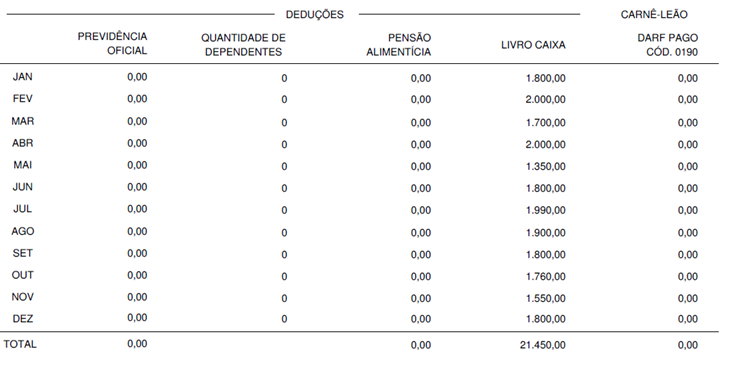 DEDUÇÕES CARNÊ-LEÃO
PREVIDÊNCIA OFICIAL QUANTIDADE DE DEPENDENTES PENSÃO ALIMENTÍCIA LIVRO CAIXA DARF PAGO CÓD. 0190
JAN 0,00 0 0,00 1.800,00 0,00
FEV 0,00 0 0,00 2.000,00 0,00
MAR 0,00 0 0,00 1.700,00 0,00
ABR 0,00 0 0,00 2.000,00 0,00
MAI 0,00 0 0,00 1.350,00 0,00
JUN 0,00 0 0,00 1.800,00 0,00
JUL 0,00 0 0,00 1.990,00 0,00
AGO 0,00 0 0,00 1.900,00 0,00
SET 0,00 0 0,00 1.800,00 0,00
OUT 0,00 0 0,00 1.760,00 0,00
NOV 0,00 0 0,00 1.550,00 0,00
DEZ 0,00 0 0,00 1.800,00 0,00
TOTAL 0,00 0,00 21.450,00 0,00